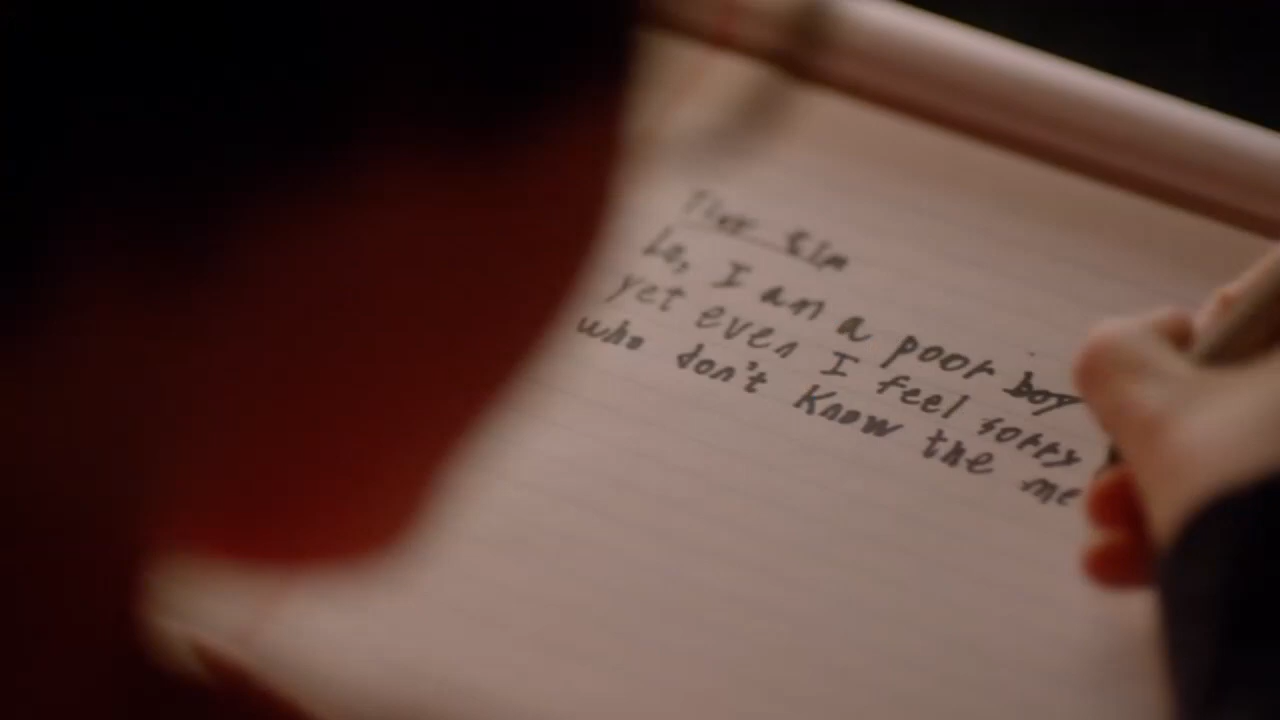 Lo, I am a poor boy
yet even I feel sorry
who don't know the me